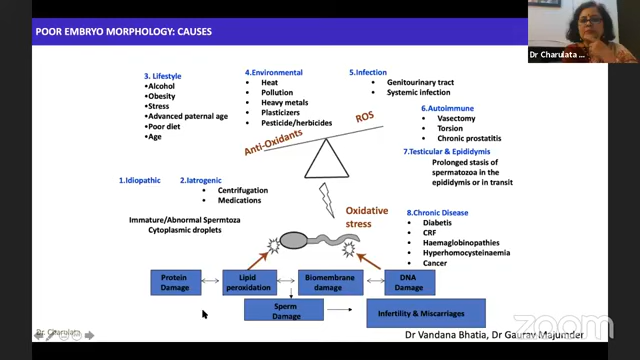 POOR EMBRYO MORPHOLOGY: CAUSES
Dr Charulata
3. Lifestyle
•Alcohol
•Obesity
•Stress
•Advanced paternal age
•Poor diet
•Age
4.Environmental
• Heat
• Pollution
• Heavy metals
• Plasticizers
• Pesticide/herbicides
5.Infection
• Genitourinary tract
• Systemic infection
6.Autoimmune
• Vasectomy
• Torsion
• Chronic prostatitis
ROS
Anti-Oxidants
7.Testicular & Epididymis
Prolonged stasis of
spermatozoa in the
epididymis or in transit
1.Idiopathic
2. Iatrogenic
• Centrifugation
• Medications
Immature/Abnormal Spermtoza
Cytoplasmic droplets
Oxidative
stress
8.Chronic Disease
• Diabetis
• CRF
• Haemaglobinopathies
• Hyperhomocysteinaemia
• Cancer
Protein
Damage
Lipid
peroxidation
Biomembrane
damage
DNA
Damage
Sperm
Damage
Infertility & Miscarriages
Dr. Charulata
zoom
Dr Vandana Bhatia, Dr Gaurav Majumder